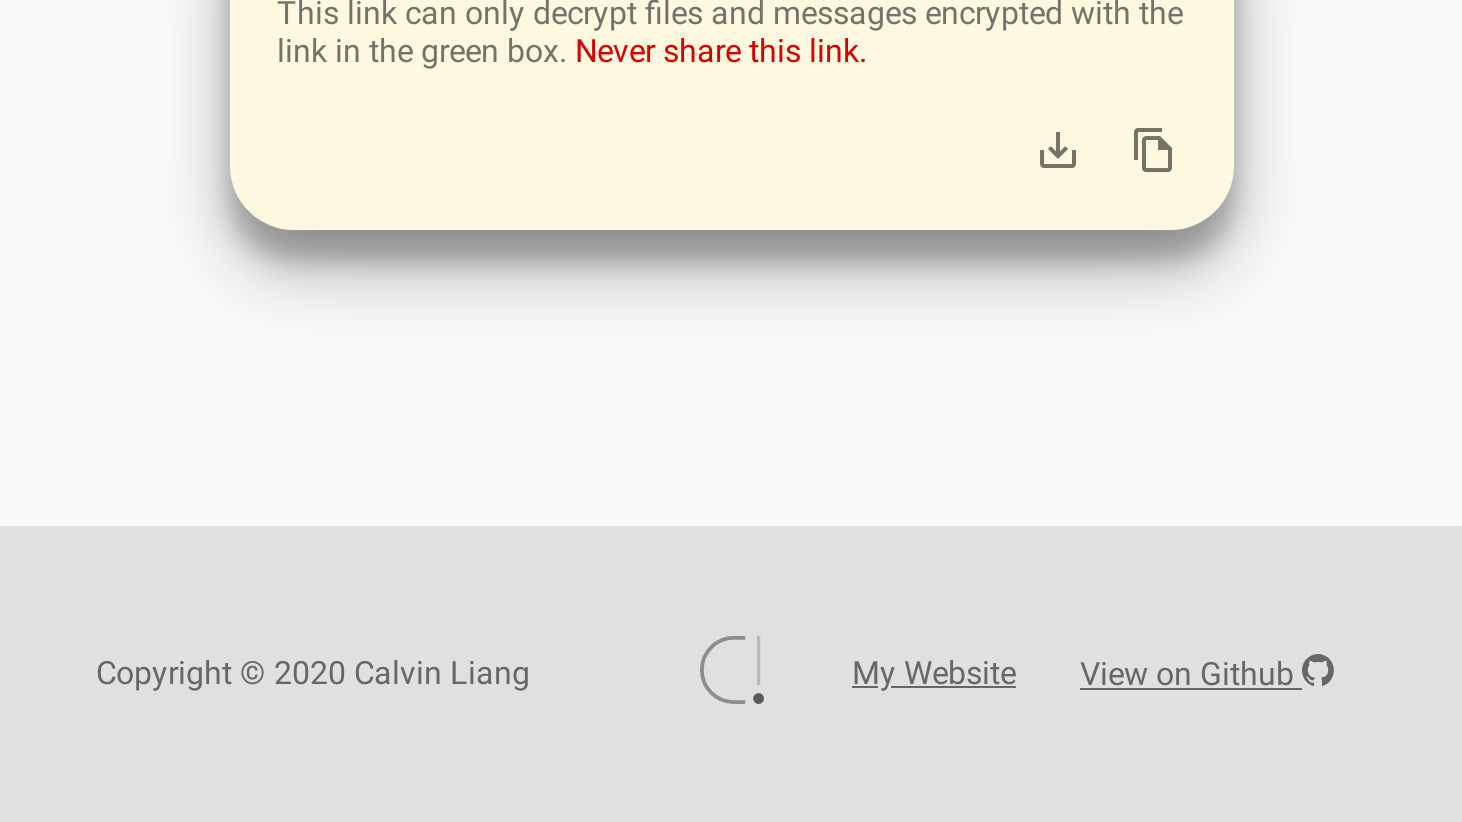 This link can only decrypt files and messages encrypted with the
link in the green box. Never share this link.
Copyright © 2020 Calvin Liang
My Website
View on Github